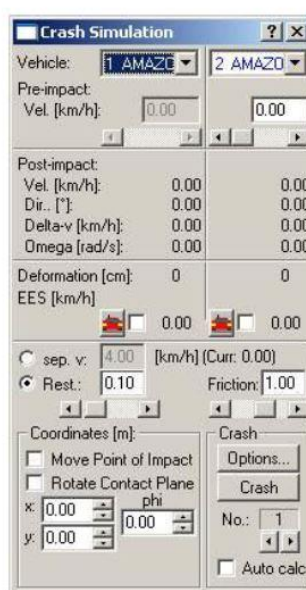 Crash Simulation ? X
Vehicle: 1 AMAZO 2 AMAZO
Pre-impact:
Vel. [km/h]: 0.00 0.00
Post-impact:
Vel. [km/h]: 0.00 0.00
Dir.. [°]: 0.00 0.00
Delta-v [km/h]: 0.00 0.00
Omega [rad/s]: 0.00 0.00
Deformation [cm]: 0 0
EES [km/h]
0.00 0.00
sep. v: 4.00 [km/h] (Curr: 0.00)
Rest.: 0.10 Friction: 1.00
Coordinates [m]: Crash
Move Point of Impact Options...
Rotate Contact Plane Crash
x: 0.00 phi 0.00 No.: 1
y: 0.00
Auto calc